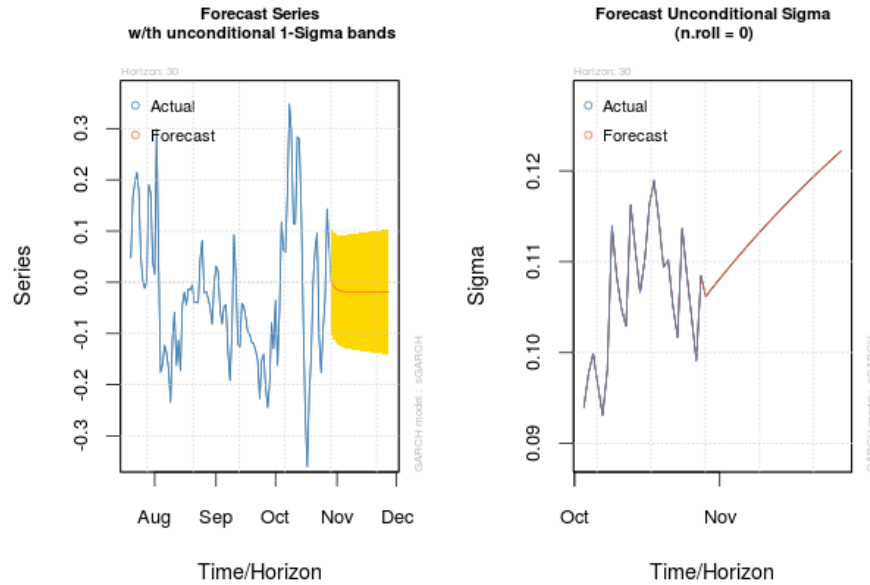 Forecast Series
w/th unconditional 1-Sigma bands
Horizon: 30
Actual
Forecast
Series
0.3
0.2
0.1
0.0
-0.1
-0.2
-0.3
Aug
Sep
Oct
Nov
Dec
Time/Horizon
GARCH model : sGARCH
Forecast Unconditional Sigma
(n.roll = 0)
Horizon: 30
Actual
Forecast
Sigma
0.12
0.11
0.10
0.09
Oct
Nov
Time/Horizon
GARCH model : sGARCH